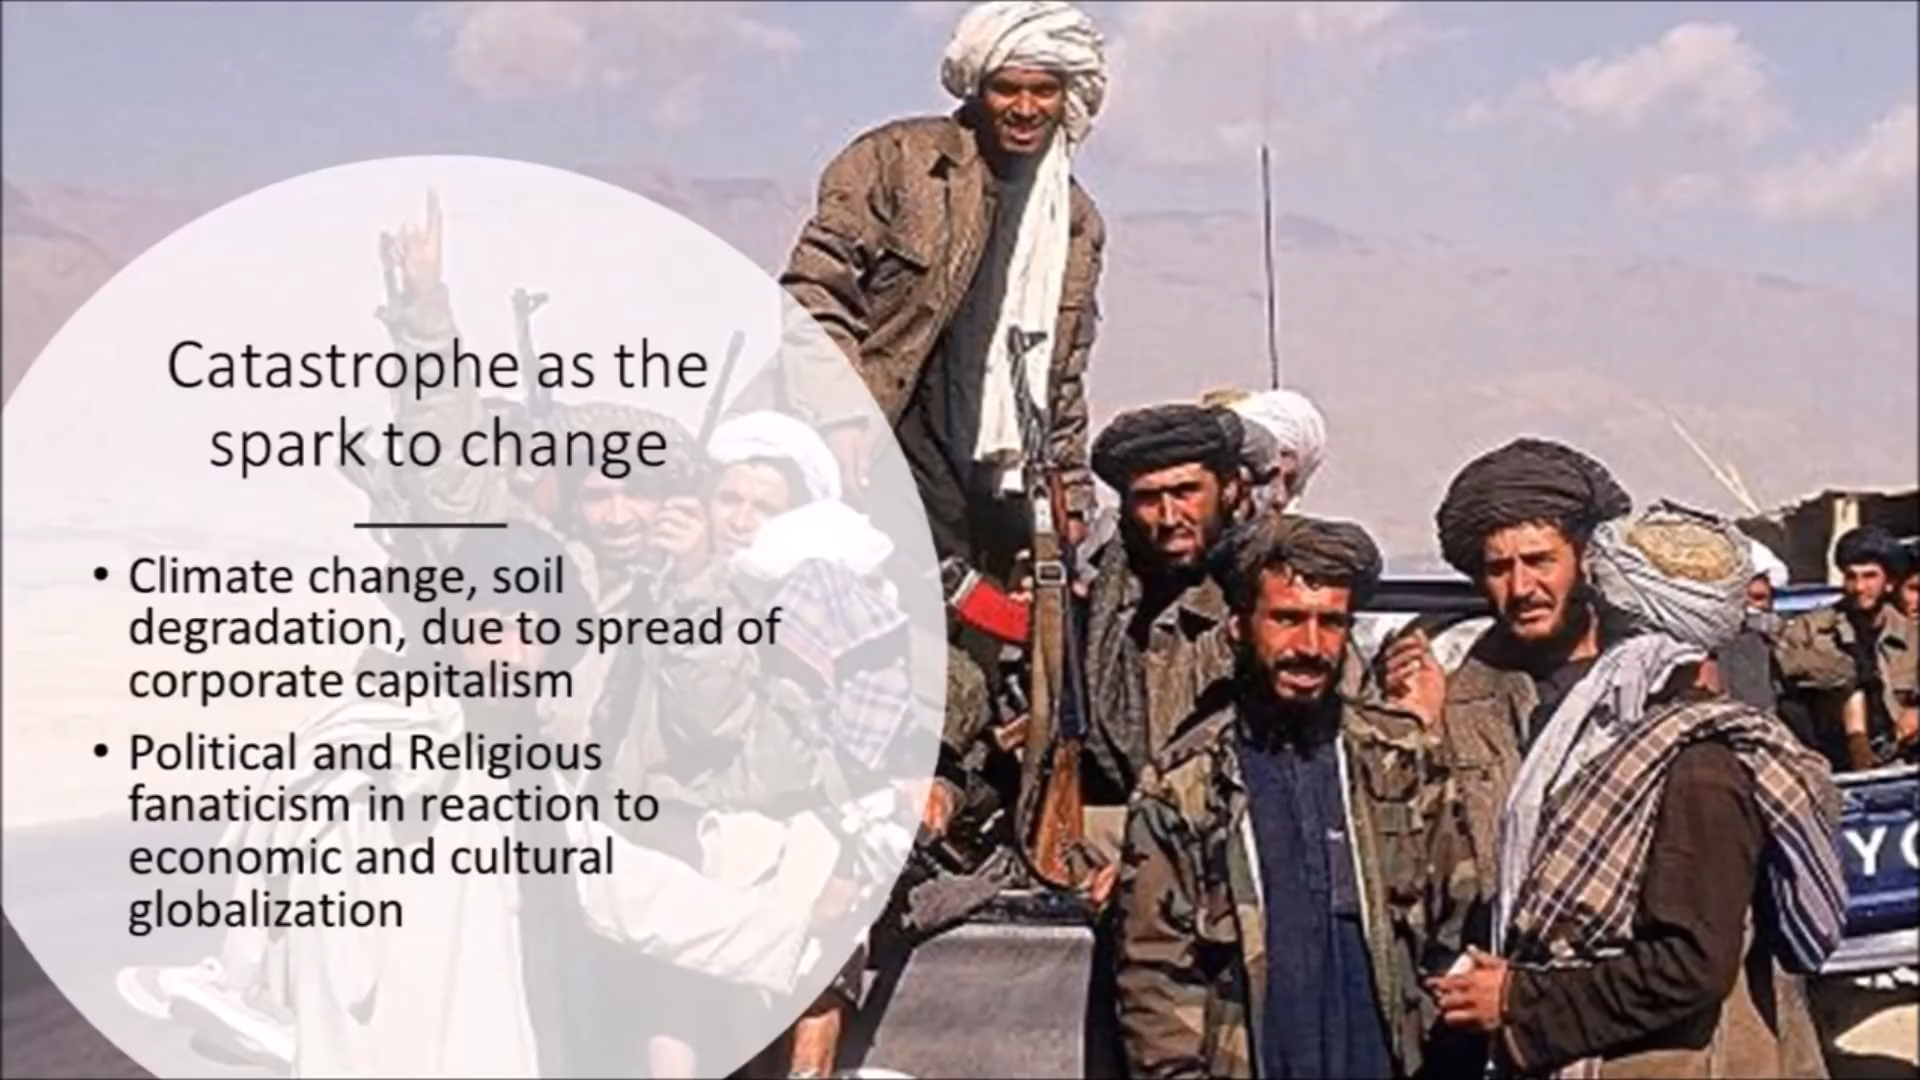 Catastrophe as the
spark to change
• Climate change, soil
degradation, due to spread of
corporate capitalism
• Political and Religious
fanaticism in reaction to
economic and cultural
globalization
YO